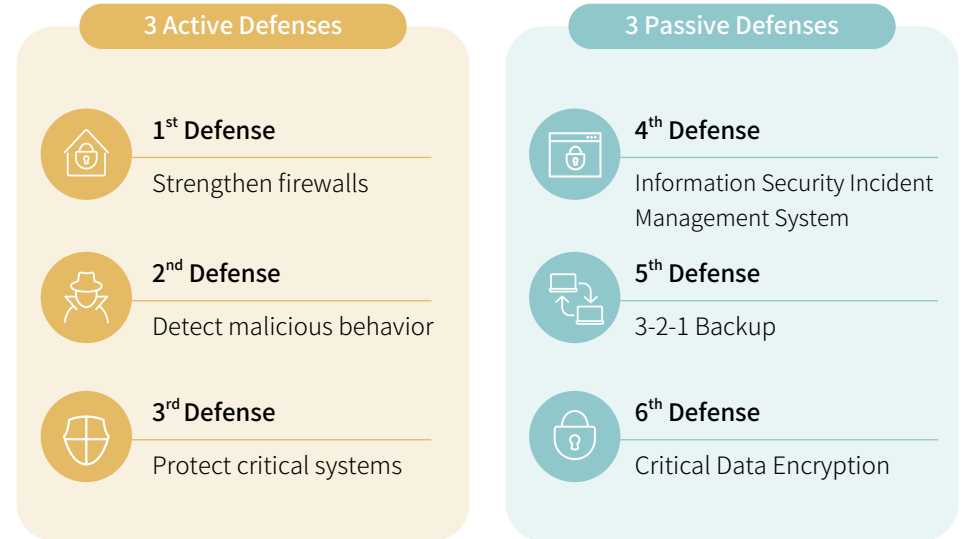 3 Active Defenses
1st Defense
Strengthen firewalls
2nd Defense
Detect malicious behavior
3rd Defense
Protect critical systems
3 Passive Defenses
4th Defense
Information Security Incident
Management System
5th Defense
3-2-1 Backup
6th Defense
Critical Data Encryption